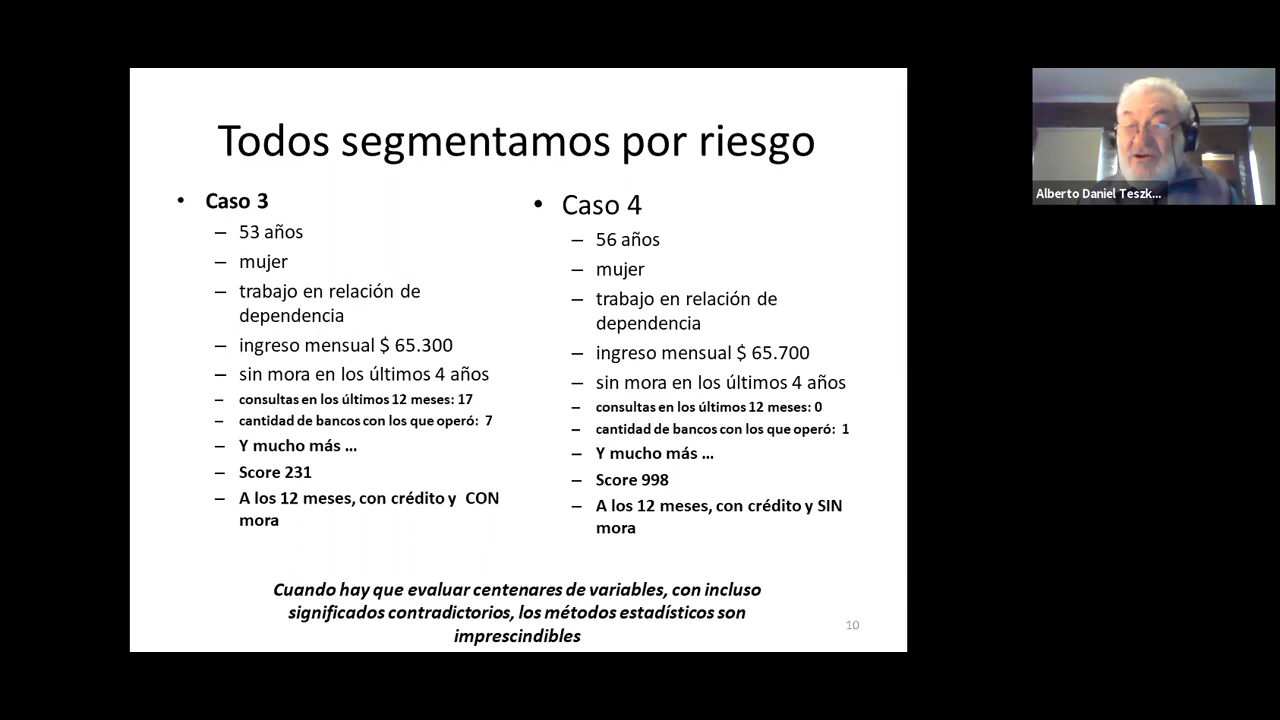 Todos segmentamos por riesgo
• Caso 3
– 53 años
– mujer
– trabajo en relación de
dependencia
– ingreso mensual $ 65.300
– sin mora en los últimos 4 años
– consultas en los últimos 12 meses: 17
– cantidad de bancos con los que operó: 7
– Y mucho más ...
– Score 231
– A los 12 meses, con crédito y CON
mora
• Caso 4
– 56 años
– mujer
– trabajo en relación de
dependencia
– ingreso mensual $ 65.700
– sin mora en los últimos 4 años
– consultas en los últimos 12 meses: 0
– cantidad de bancos con los que operó: 1
– Y mucho más ...
– Score 998
– A los 12 meses, con crédito y SIN
mora
Cuando hay que evaluar centenares de variables, con incluso
significados contradictorios, los métodos estadísticos son
imprescindibles
10
Alberto Daniel Teszk...